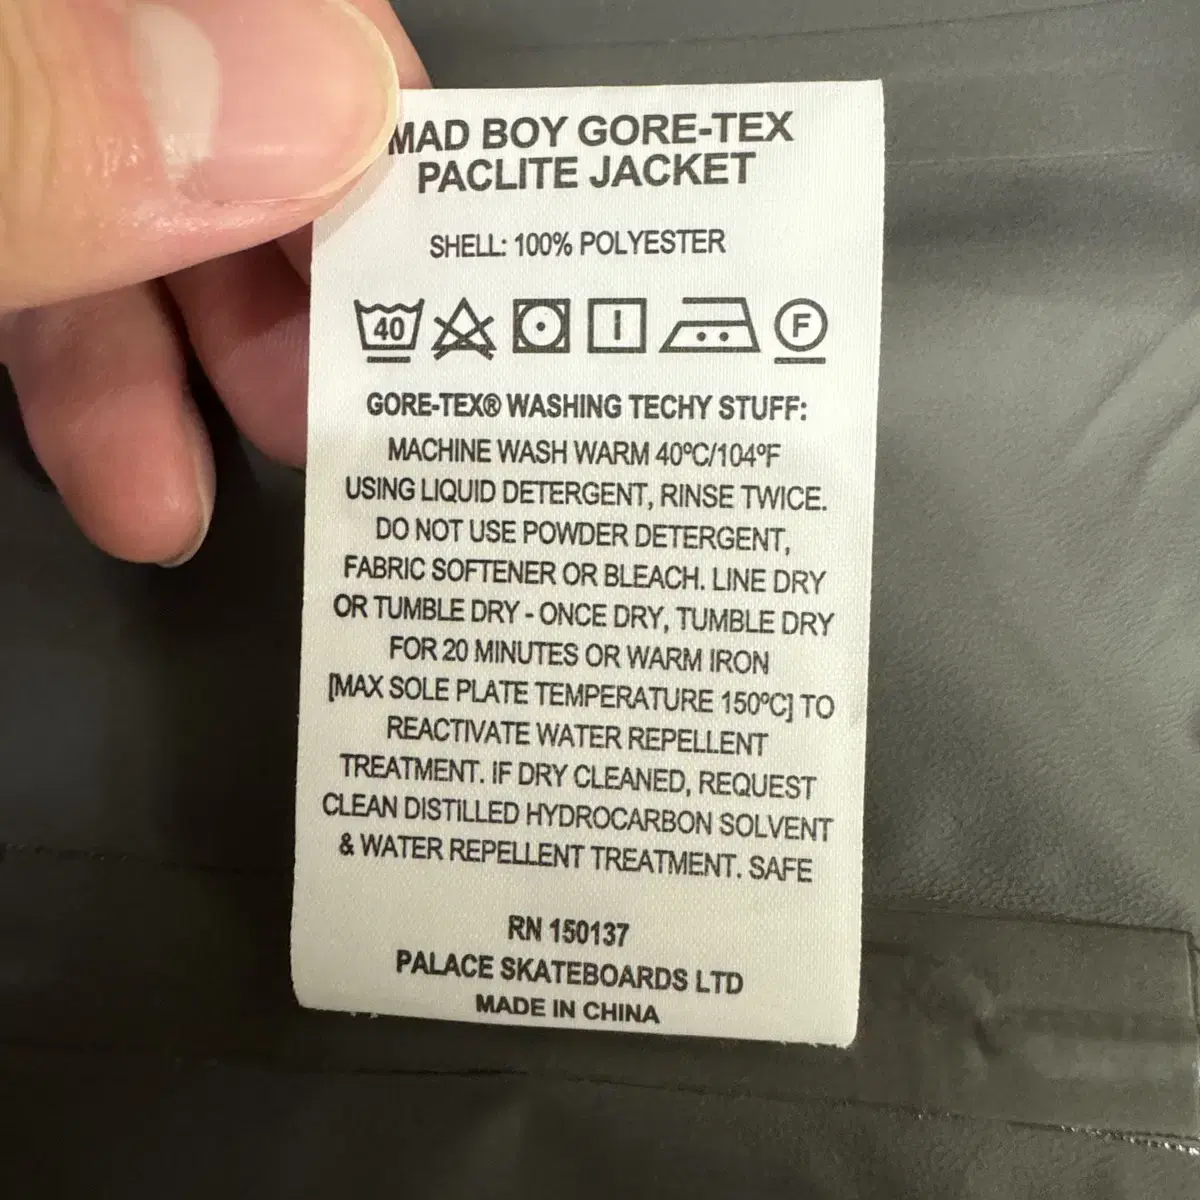 MAD BOY GORE-TEX
PACLITE JACKET
SHELL: 100% POLYESTER
40
F
GORE-TEX® WASHING TECHY STUFF:
MACHINE WASH WARM 40ºC/104ºF
USING LIQUID DETERGENT, RINSE TWICE.
DO NOT USE POWDER DETERGENT,
FABRIC SOFTENER OR BLEACH. LINE DRY
OR TUMBLE DRY - ONCE DRY, TUMBLE DRY
FOR 20 MINUTES OR WARM IRON
[MAX SOLE PLATE TEMPERATURE 150ºC] TO
REACTIVATE WATER REPELLENT
TREATMENT. IF DRY CLEANED, REQUEST
CLEAN DISTILLED HYDROCARBON SOLVENT
& WATER REPELLENT TREATMENT. SAFE
RN 150137
PALACE SKATEBOARDS LTD
MADE IN CHINA